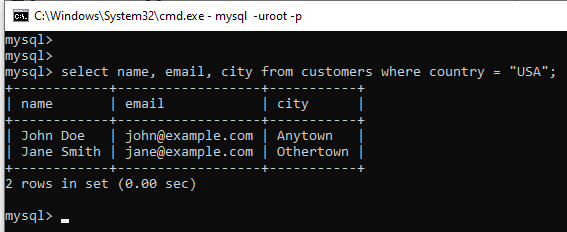 C:\Windows\System32\cmd.exe - mysql  -uroot -p
mysql>
mysql>
mysql> select name, email, city from customers where country = "USA";
+------------+------------------+-----------+
| name       | email            | city      |
+------------+------------------+-----------+
| John Doe   | john@example.com | Anytown   |
| Jane Smith | jane@example.com | Othertown |
+------------+------------------+-----------+
2 rows in set (0.00 sec)
mysql> _